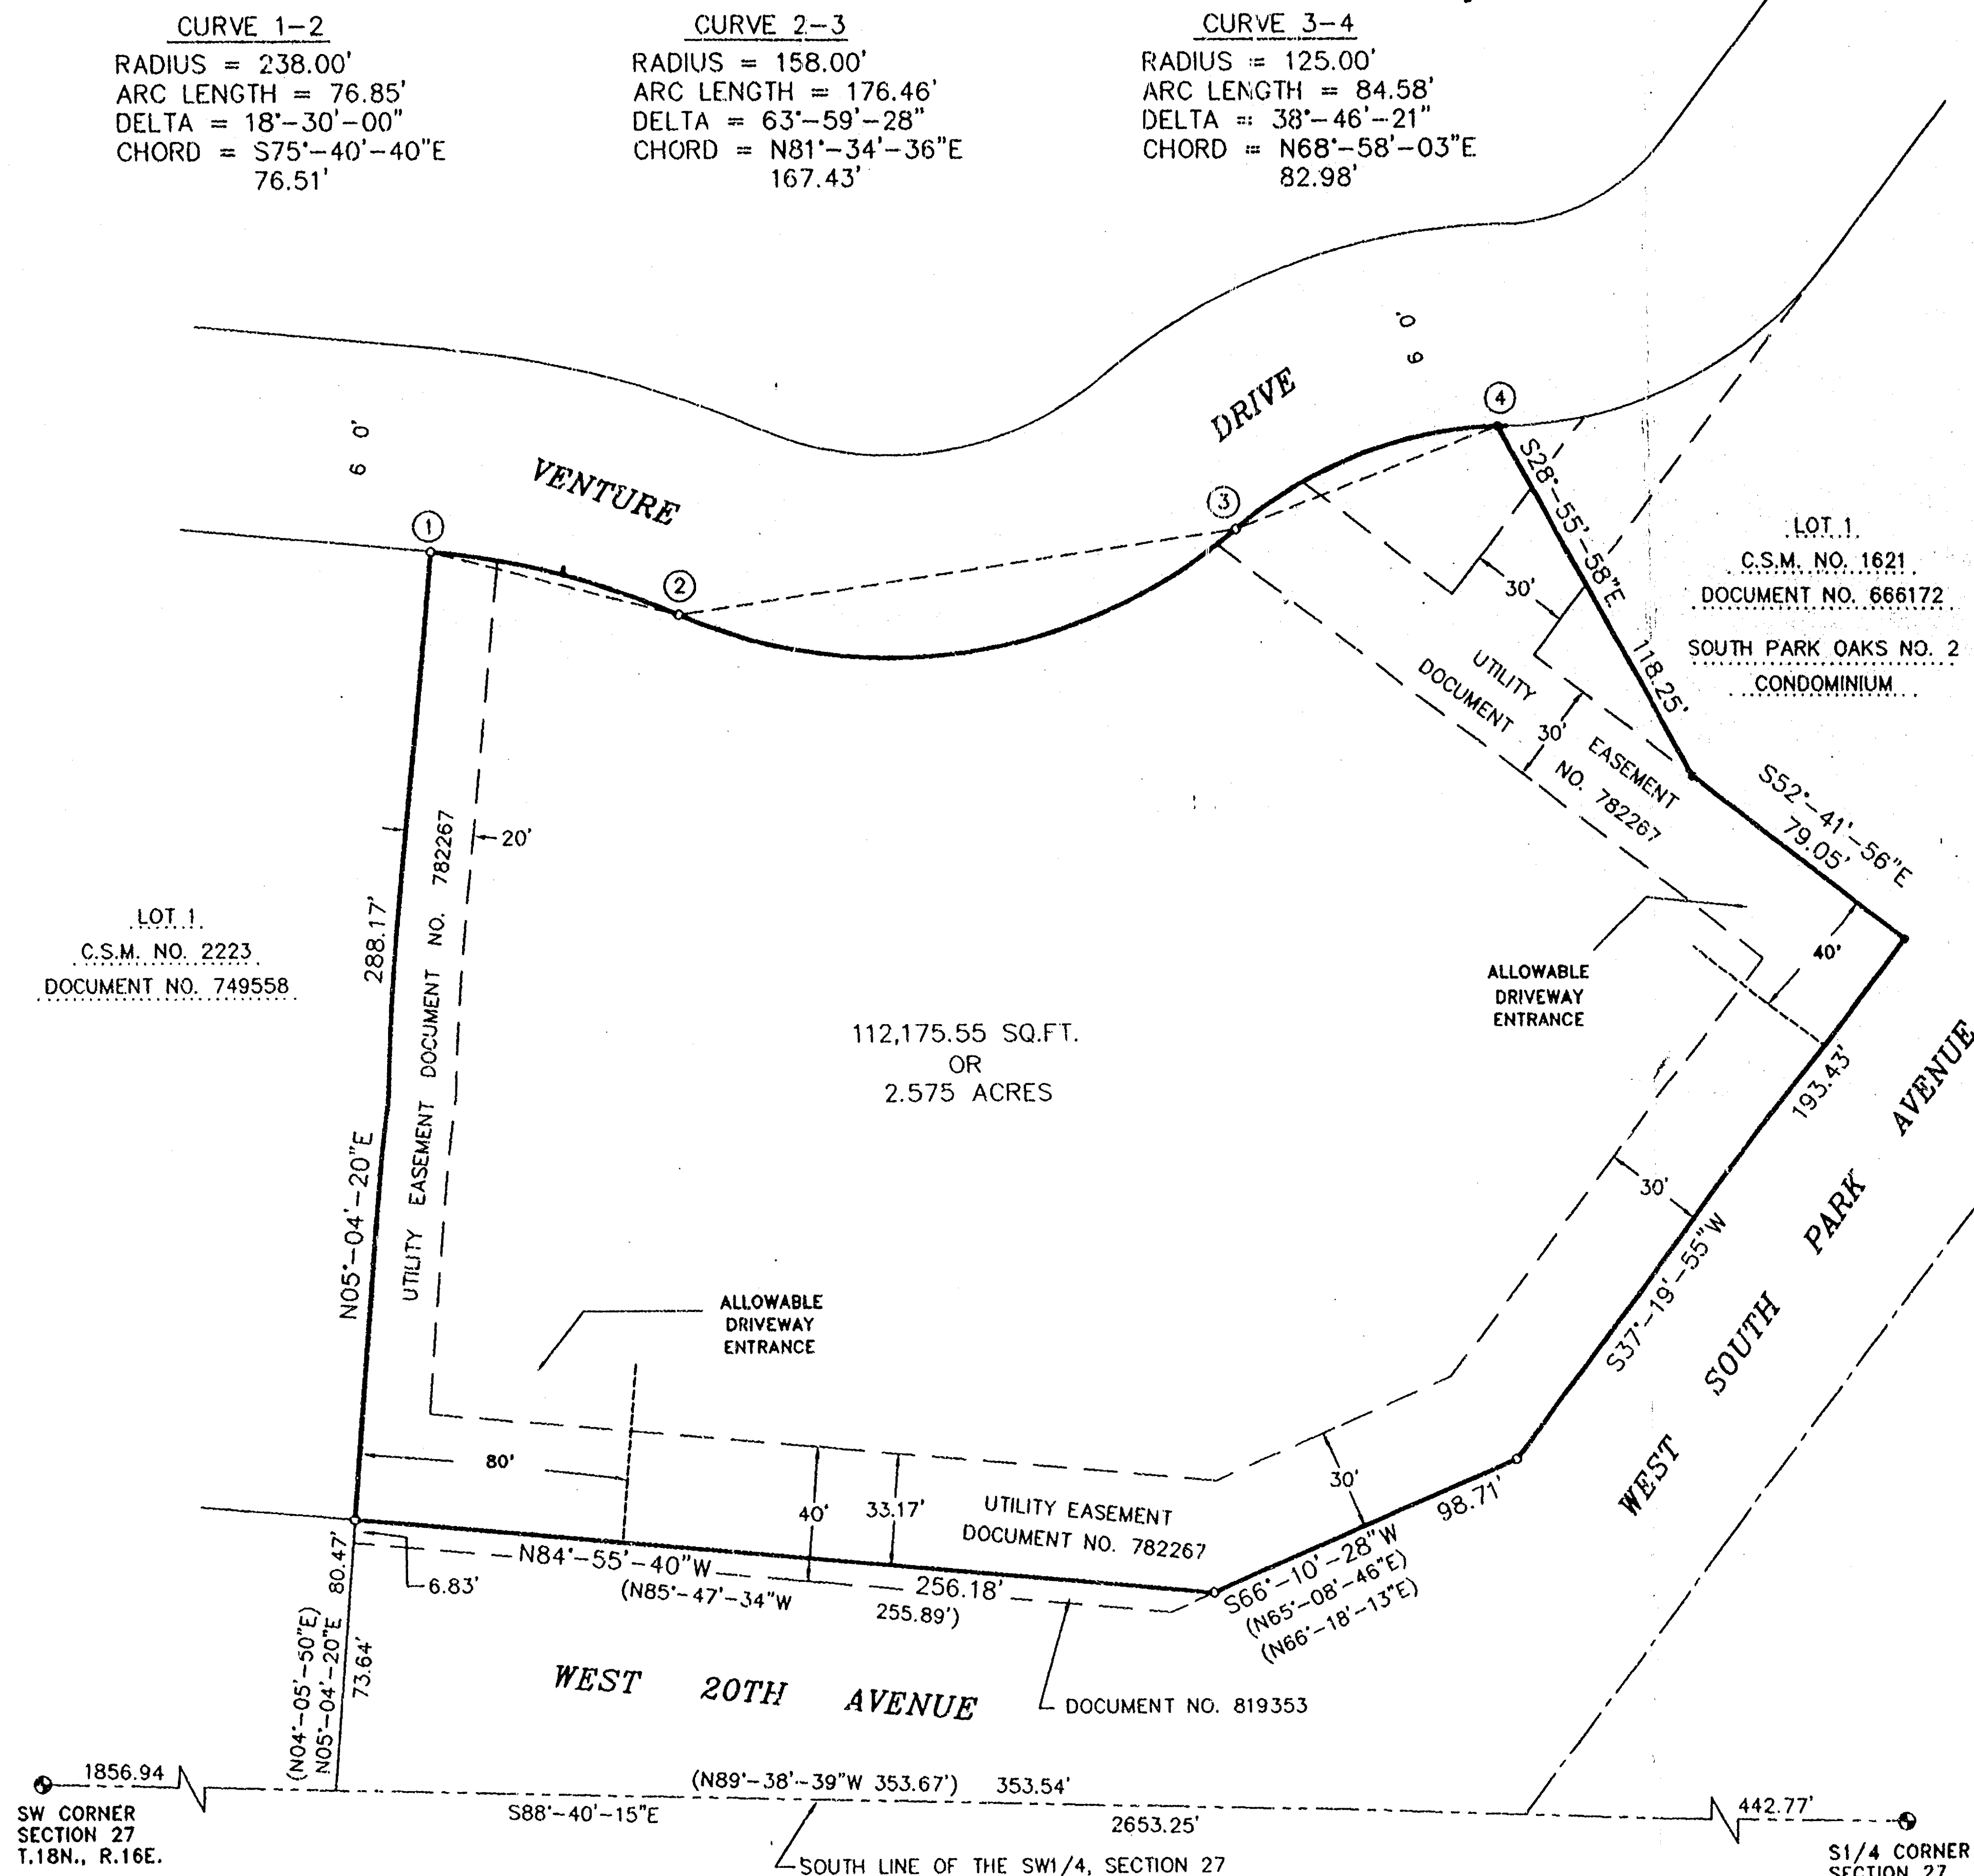 CURVE 1-2
RADIUS = 238.00'
ARC LENGTH = 76.85'
DELTA = 18°-30'-00"
CHORD = S75°-40'-40"E
76.51'
CURVE 2-3
RADIUS = 158.00'
ARC LENGTH = 176.46'
DELTA = 63°-59'-28"
CHORD = N81°-34'-36"E
167.43'
CURVE 3-4
RADIUS = 125.00'
ARC LENGTH = 84.58'
DELTA = 38°-46'-21"
CHORD = N68°-58'-03"E
82.98'
60'
60'
VENTURE DRIVE
1
2
3
4
S28°-55'-58"E
118.25'
LOT 1
C.S.M. NO. 1621
DOCUMENT NO. 666172
SOUTH PARK OAKS NO. 2
CONDOMINIUM
30'
UTILITY EASEMENT
DOCUMENT NO. 782267
30'
S52°-41'-56"E
79.05'
20'
UTILITY EASEMENT DOCUMENT NO. 782267
288.17'
N05°-04'-20"E
LOT 1
C.S.M. NO. 2223
DOCUMENT NO. 749558
ALLOWABLE
DRIVEWAY
ENTRANCE
40'
112,175.55 SQ.FT.
OR
2.575 ACRES
193.43'
30'
S37°-19'-55"W
WEST SOUTH PARK AVENUE
ALLOWABLE
DRIVEWAY
ENTRANCE
80'
40'
33.17'
UTILITY EASEMENT
DOCUMENT NO. 782267
30'
98.71'
S66°-10'-28"W
(N65°-08'-46"E)
(N66°-18'-13"E)
N84°-55'-40"W
256.18'
(N85°-47'-34"W
255.89')
6.83'
80.47'
73.64'
(N04°-05'-50"E)
N05°-04'-20"E
WEST 20TH AVENUE
DOCUMENT NO. 819353
1856.94
(N89°-38'-39"W 353.67')
353.54'
S88°-40'-15"E
2653.25'
442.77'
SW CORNER
SECTION 27
T.18N., R.16E.
SOUTH LINE OF THE SW1/4, SECTION 27
S1/4 CORNER
SECTION 27